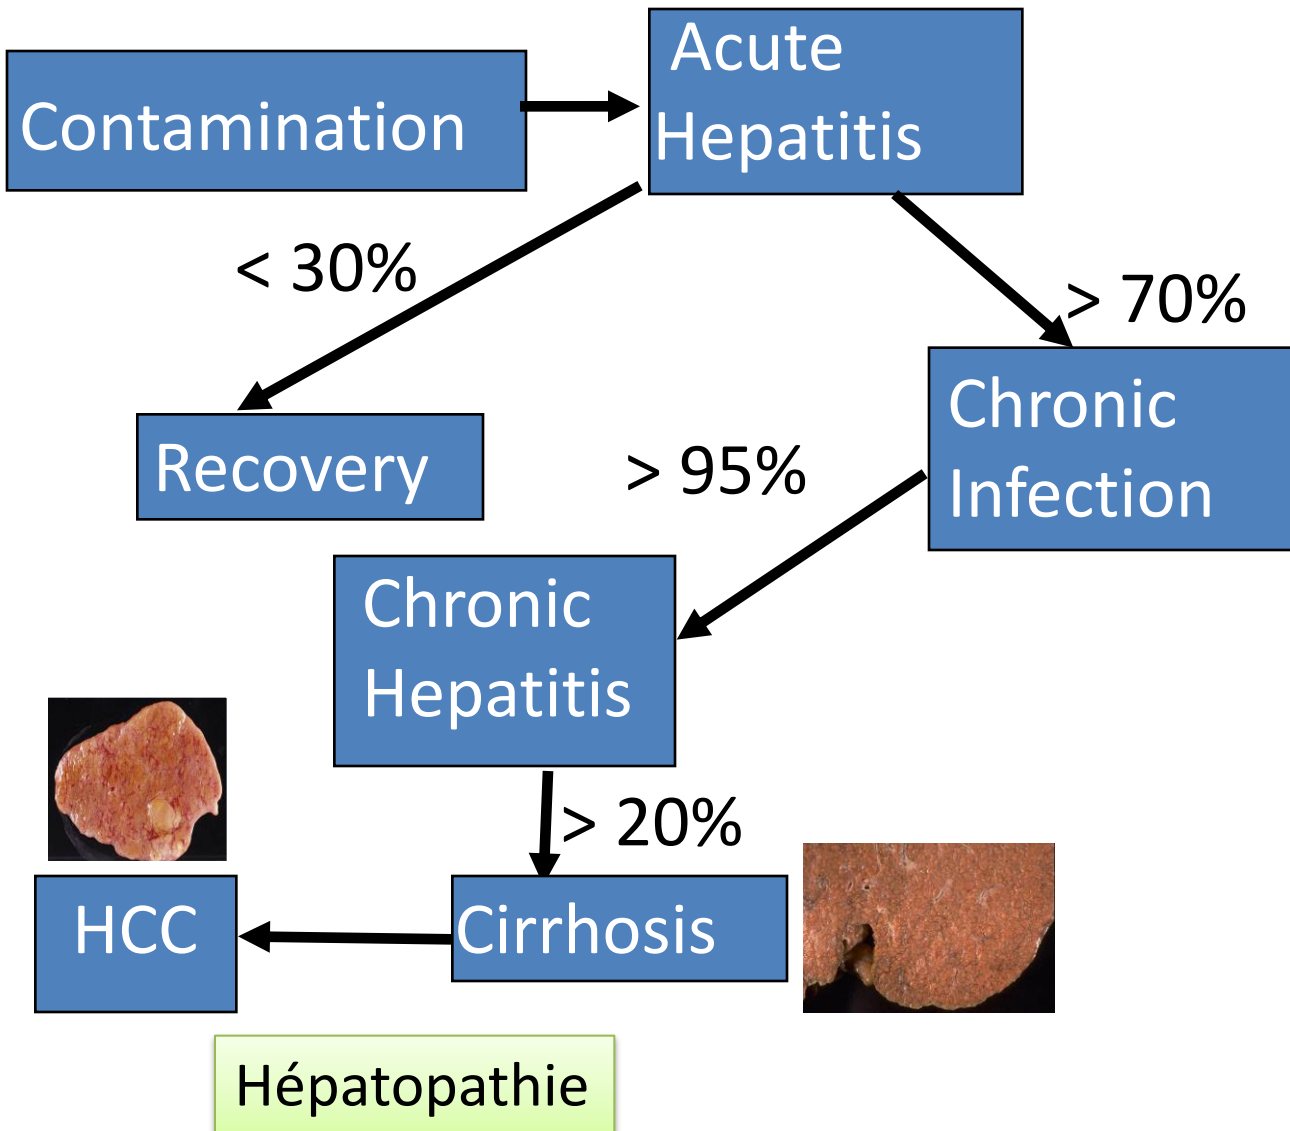 Acute
Hepatitis
Contamination
< 30%
> 70%
Chronic
Infection
Recovery
> 95%
Chronic
Hepatitis
> 20%
HCC
Cirrhosis
Hépatopathie